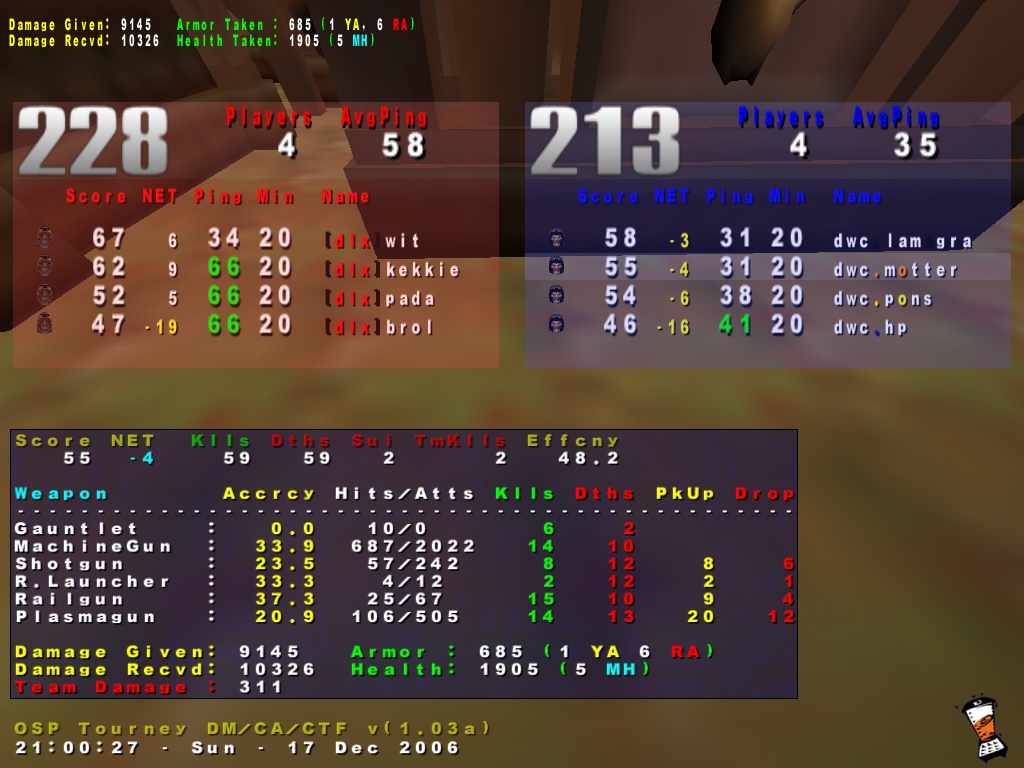 Damage Given: 9145 Armor Taken : 685 (1 YA, 6 RA)
Damage Recvd: 10326 Health Taken: 1905 (5 MH)
228 Players AvgPing
4 58
Score NET Ping Min Name
67 6 34 20 [dlx]wit
62 9 66 20 [dlx]kekkie
52 5 66 20 [dlx]pada
47 -19 66 20 [dlx]brol
213 Players AvgPing
4 35
Score NET Ping Min Name
58 -3 31 20 dwc.lam gra
55 -4 31 20 dwc.motter
54 -6 38 20 dwc.pons
46 -16 41 20 dwc.hp
Score NET Klls Dths Sui TmKlls Effcny
55 -4 59 59 2 2 48.2
Weapon Accrcy Hits/Atts Klls Dths PkUp Drop
- - - - - - - - - - - - - - - - - - - - - - - - - - - - - - - - - - - - - - - - - - - -
Gauntlet : 0.0 10/0 6 2
MachineGun : 33.9 687/2022 14 10
Shotgun : 23.5 57/242 8 12 8 6
R.Launcher : 33.3 4/12 2 12 2 1
Railgun : 37.3 25/67 15 10 9 4
Plasmagun : 20.9 106/505 14 13 20 12
Damage Given: 9145 Armor : 685 (1 YA 6 RA)
Damage Recvd: 10326 Health: 1905 (5 MH)
Team Damage : 311
OSP Tourney DM/CA/CTF v(1.03a)
21:00:27 - Sun - 17 Dec 2006